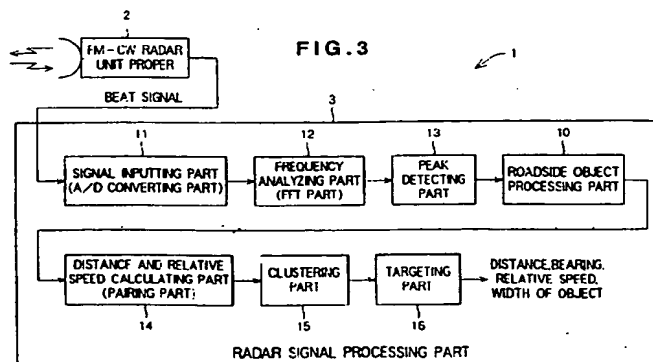 2
FM-CW RADAR
UNIT PROPER
FIG.3
1
BEAT SIGNAL
3
11
12
13
10
SIGNAL INPUTTING PART
(A/D CONVERTING PART)
FREQUENCY
ANALYZING PART
(FFT PART)
PEAK
DETECTING
PART
ROADSIDE OBJECT
PROCESSING PART
DISTANCE AND RELATIVE
SPEED CALCULATING PART
(PAIRING PART)
CLUSTERING
PART
TARGETING
PART
DISTANCE, BEARING,
RELATIVE SPEED,
WIDTH OF OBJECT
14
15
16
RADAR SIGNAL PROCESSING PART